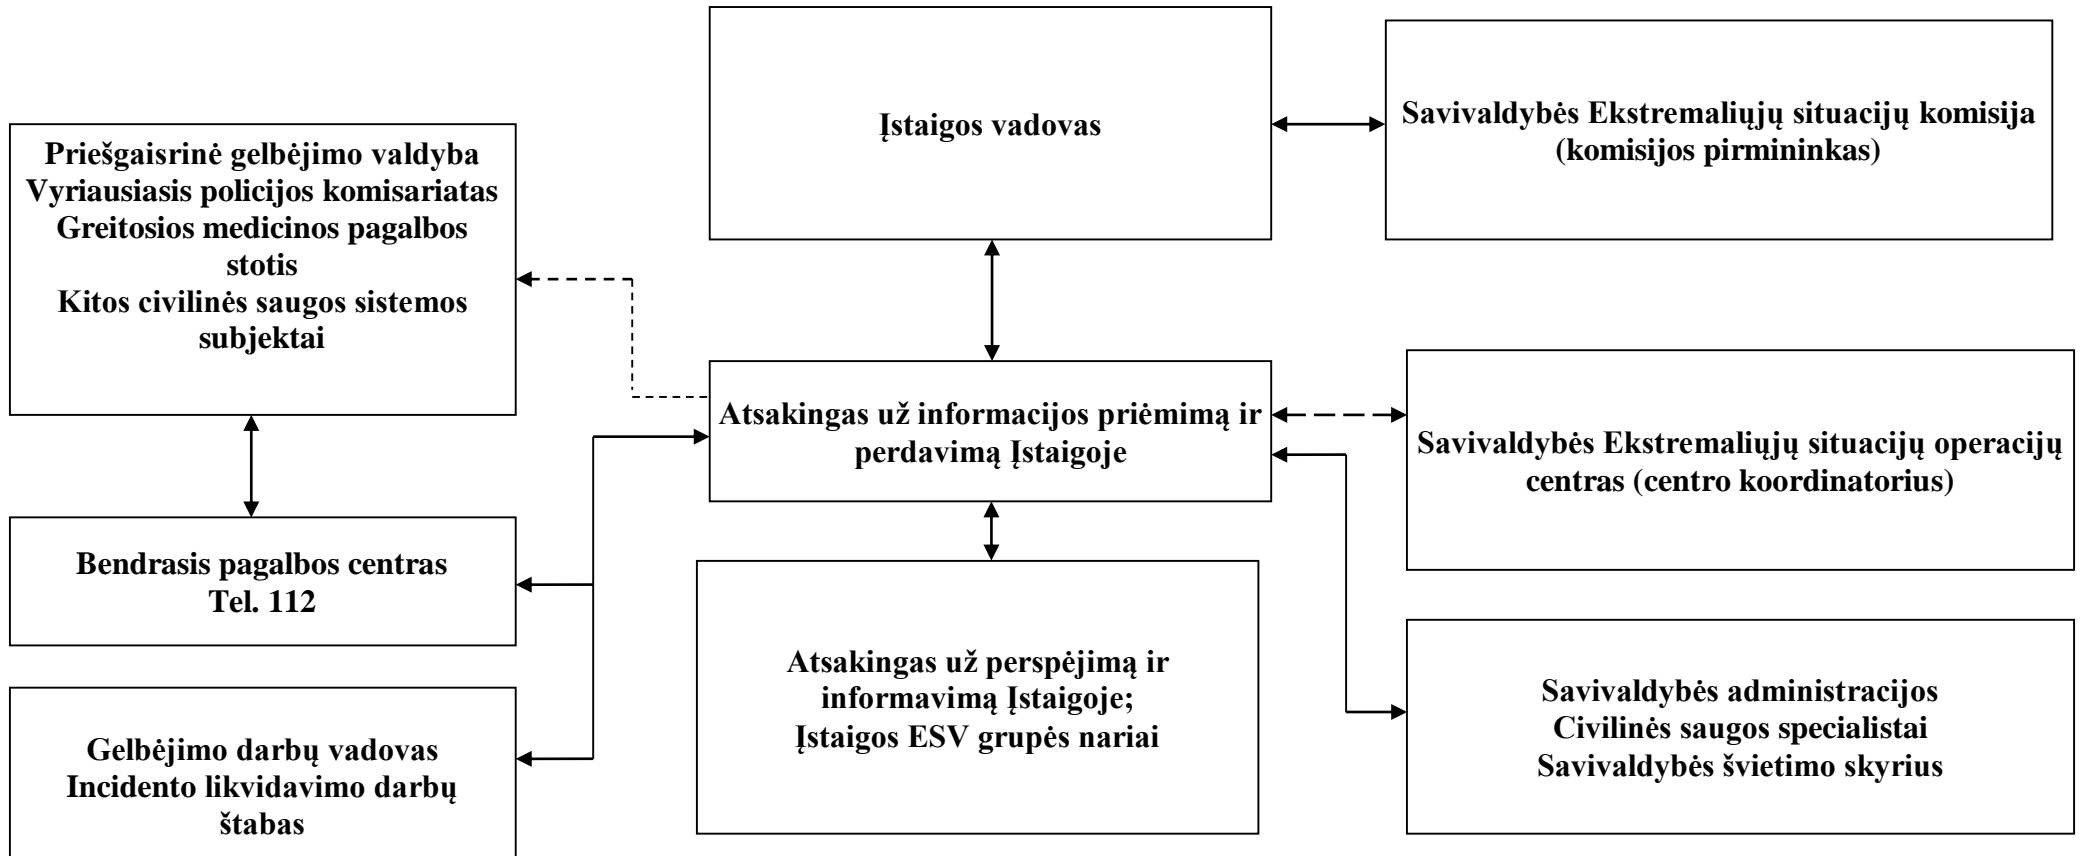 Įstaigos vadovas
Savivaldybės Ekstremaliųjų situacijų komisija
(komisijos pirmininkas)
Priešgaisrinė gelbėjimo valdyba
Vyriausiasis policijos komisariatas
Greitosios medicinos pagalbos
stotis
Kitos civilinės saugos sistemos
subjektai
Atsakingas už informacijos priėmimą ir
perdavimą Įstaigoje
Savivaldybės Ekstremaliųjų situacijų operacijų
centras (centro koordinatorius)
Bendrasis pagalbos centras
Tel. 112
Atsakingas už perspėjimą ir
informavimą Įstaigoje;
Įstaigos ESV grupės nariai
Savivaldybės administracijos
Civilinės saugos specialistai
Savivaldybės švietimo skyrius
Gelbėjimo darbų vadovas
Incidento likvidavimo darbų
štabas